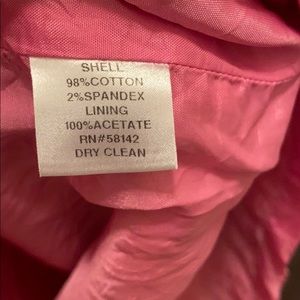 SHELL
98%COTTON
2%SPANDEX
LINING
100%ACETATE
RN#58142
DRY CLEAN